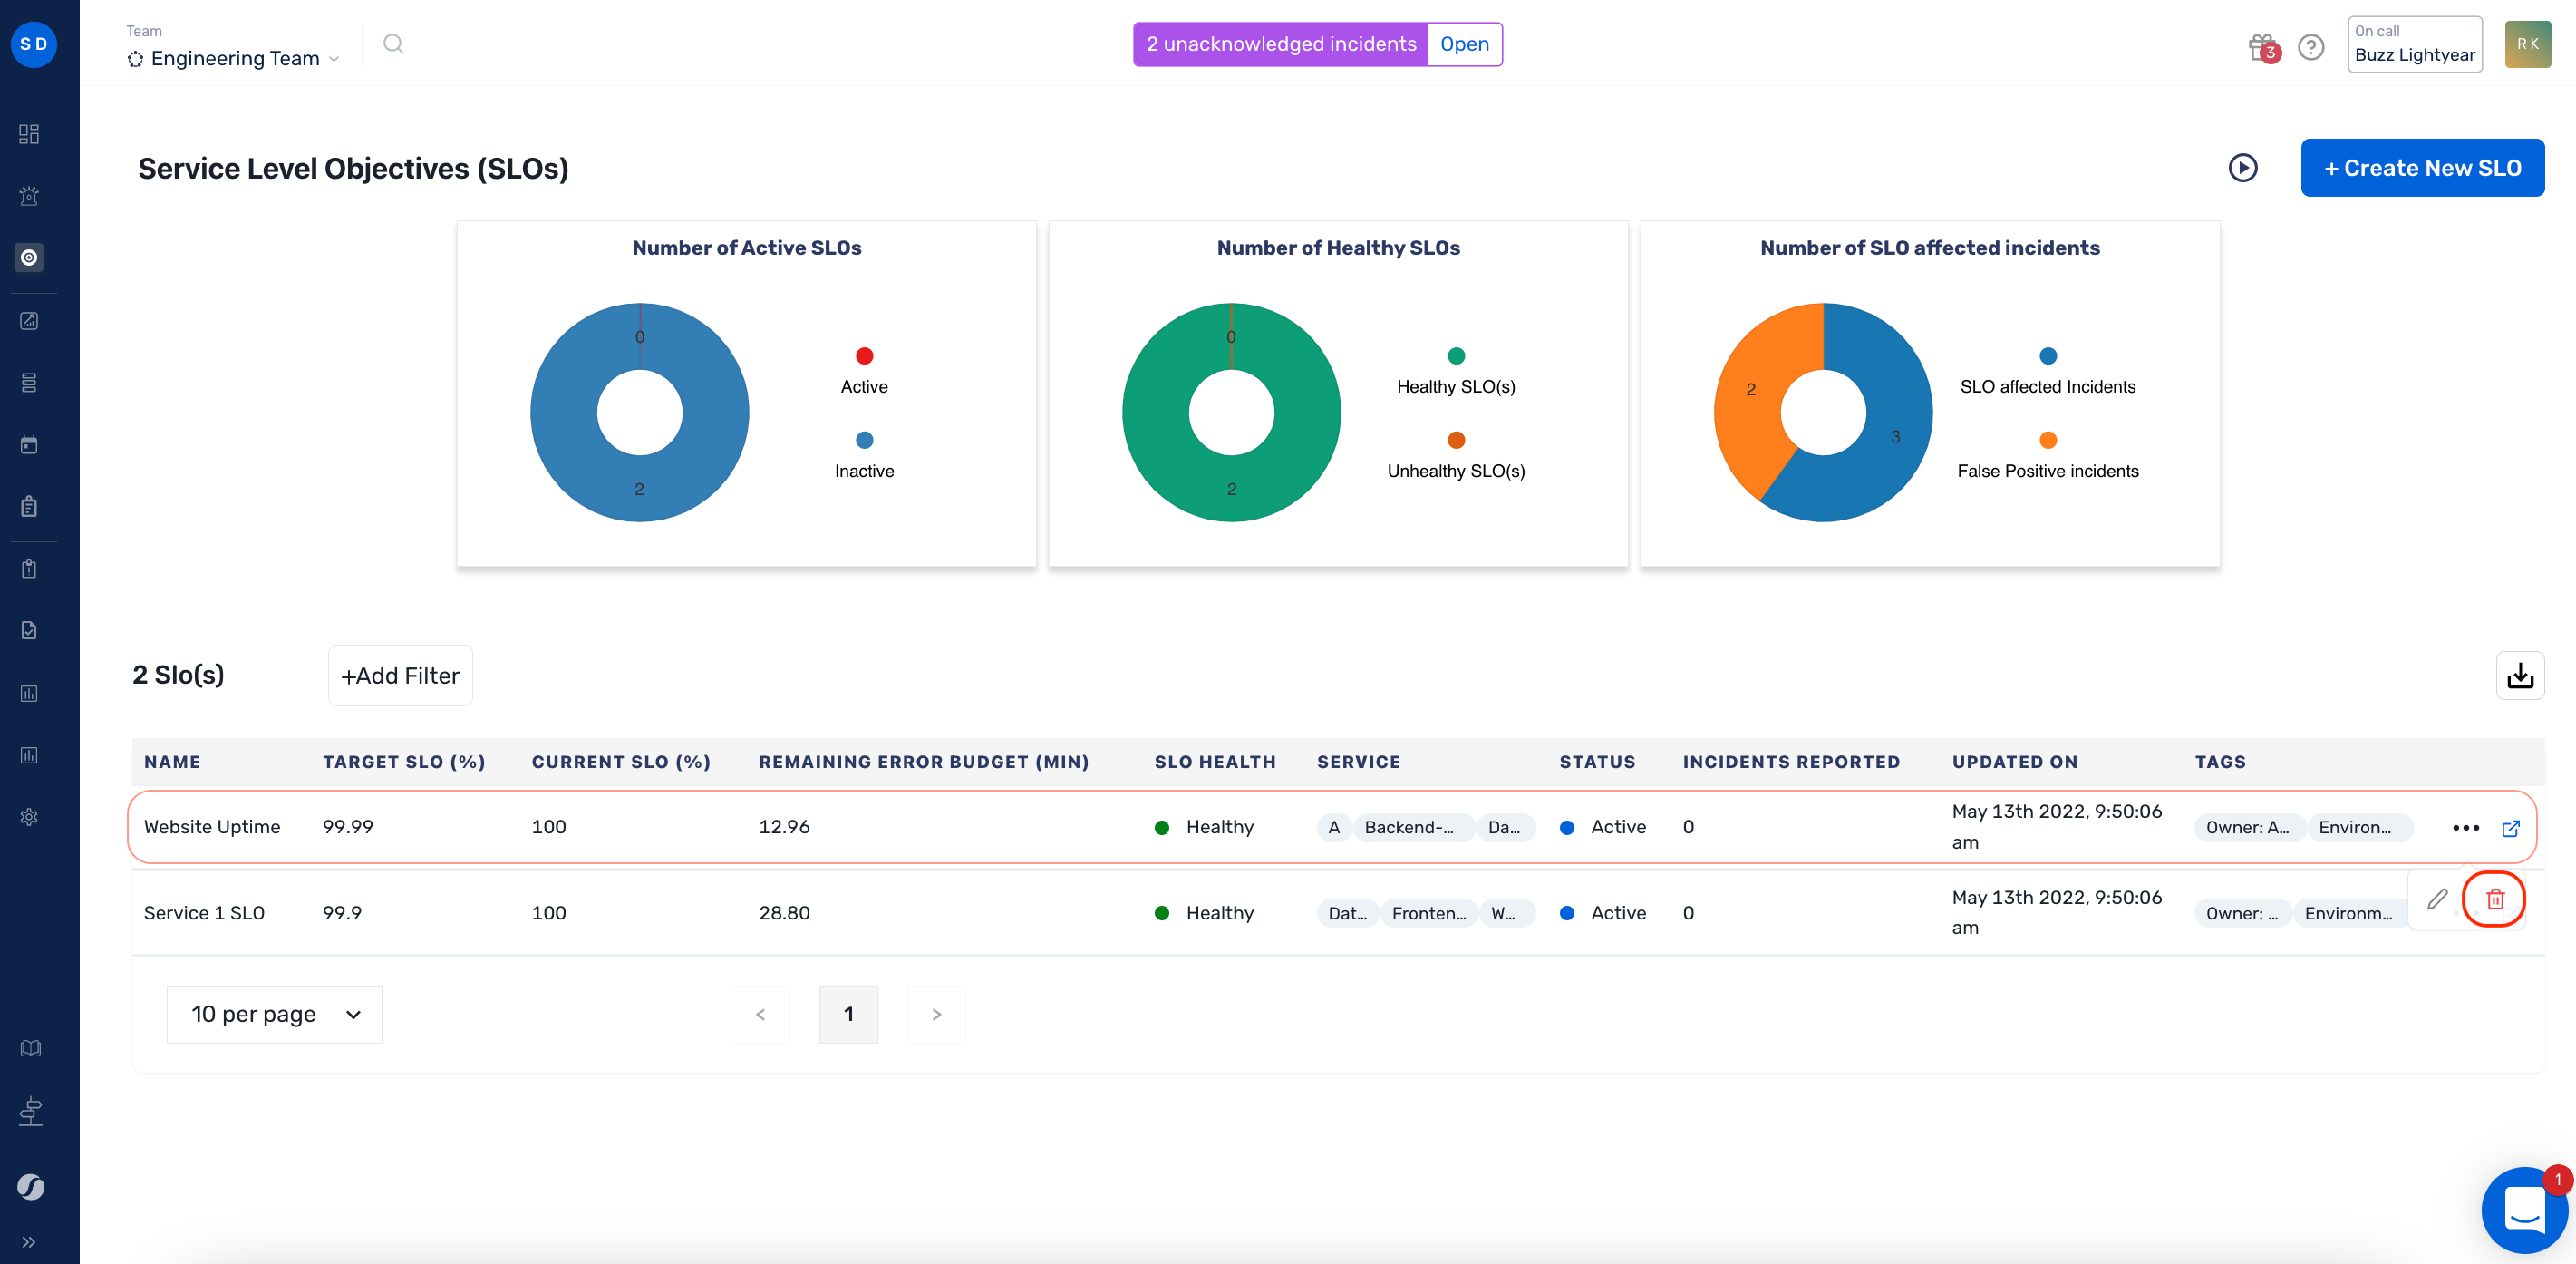 S D
Team
Engineering Team
2 unacknowledged incidents Open
3
?
On call
Buzz Lightyear
R K
Service Level Objectives (SLOs)
+ Create New SLO
Number of Active SLOs
0
2
Active
Inactive
Number of Healthy SLOs
0
2
Healthy SLO(s)
Unhealthy SLO(s)
Number of SLO affected incidents
2
3
SLO affected Incidents
False Positive incidents
2 Slo(s)
+Add Filter
NAME TARGET SLO (%) CURRENT SLO (%) REMAINING ERROR BUDGET (MIN) SLO HEALTH SERVICE STATUS INCIDENTS REPORTED UPDATED ON TAGS
Website Uptime 99.99 100 12.96 Healthy A Backend-... Da... Active 0 May 13th 2022, 9:50:06 am Owner: A... Environ... •••
Service 1 SLO 99.9 100 28.80 Healthy Dat... Fronten... W... Active 0 May 13th 2022, 9:50:06 am Owner: ... Environm...
10 per page
< 1 >
1